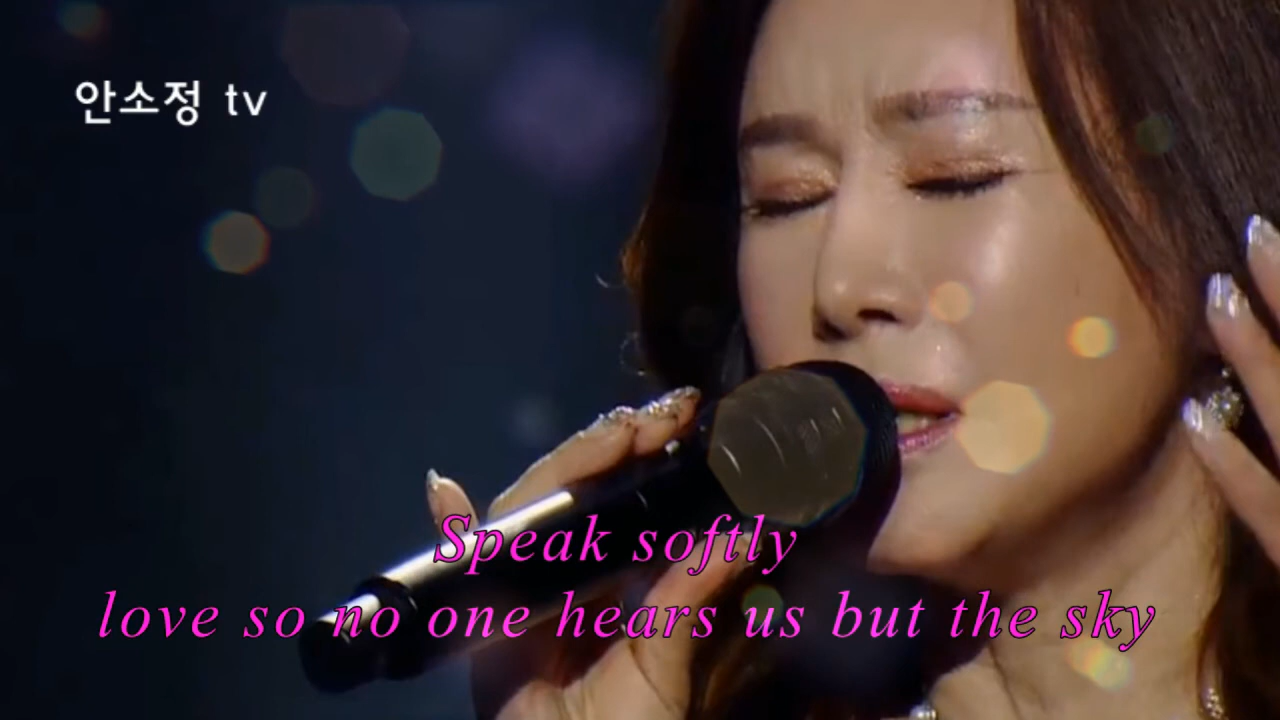 안소정 tv
Speak softly
love so no one hears us but the sky